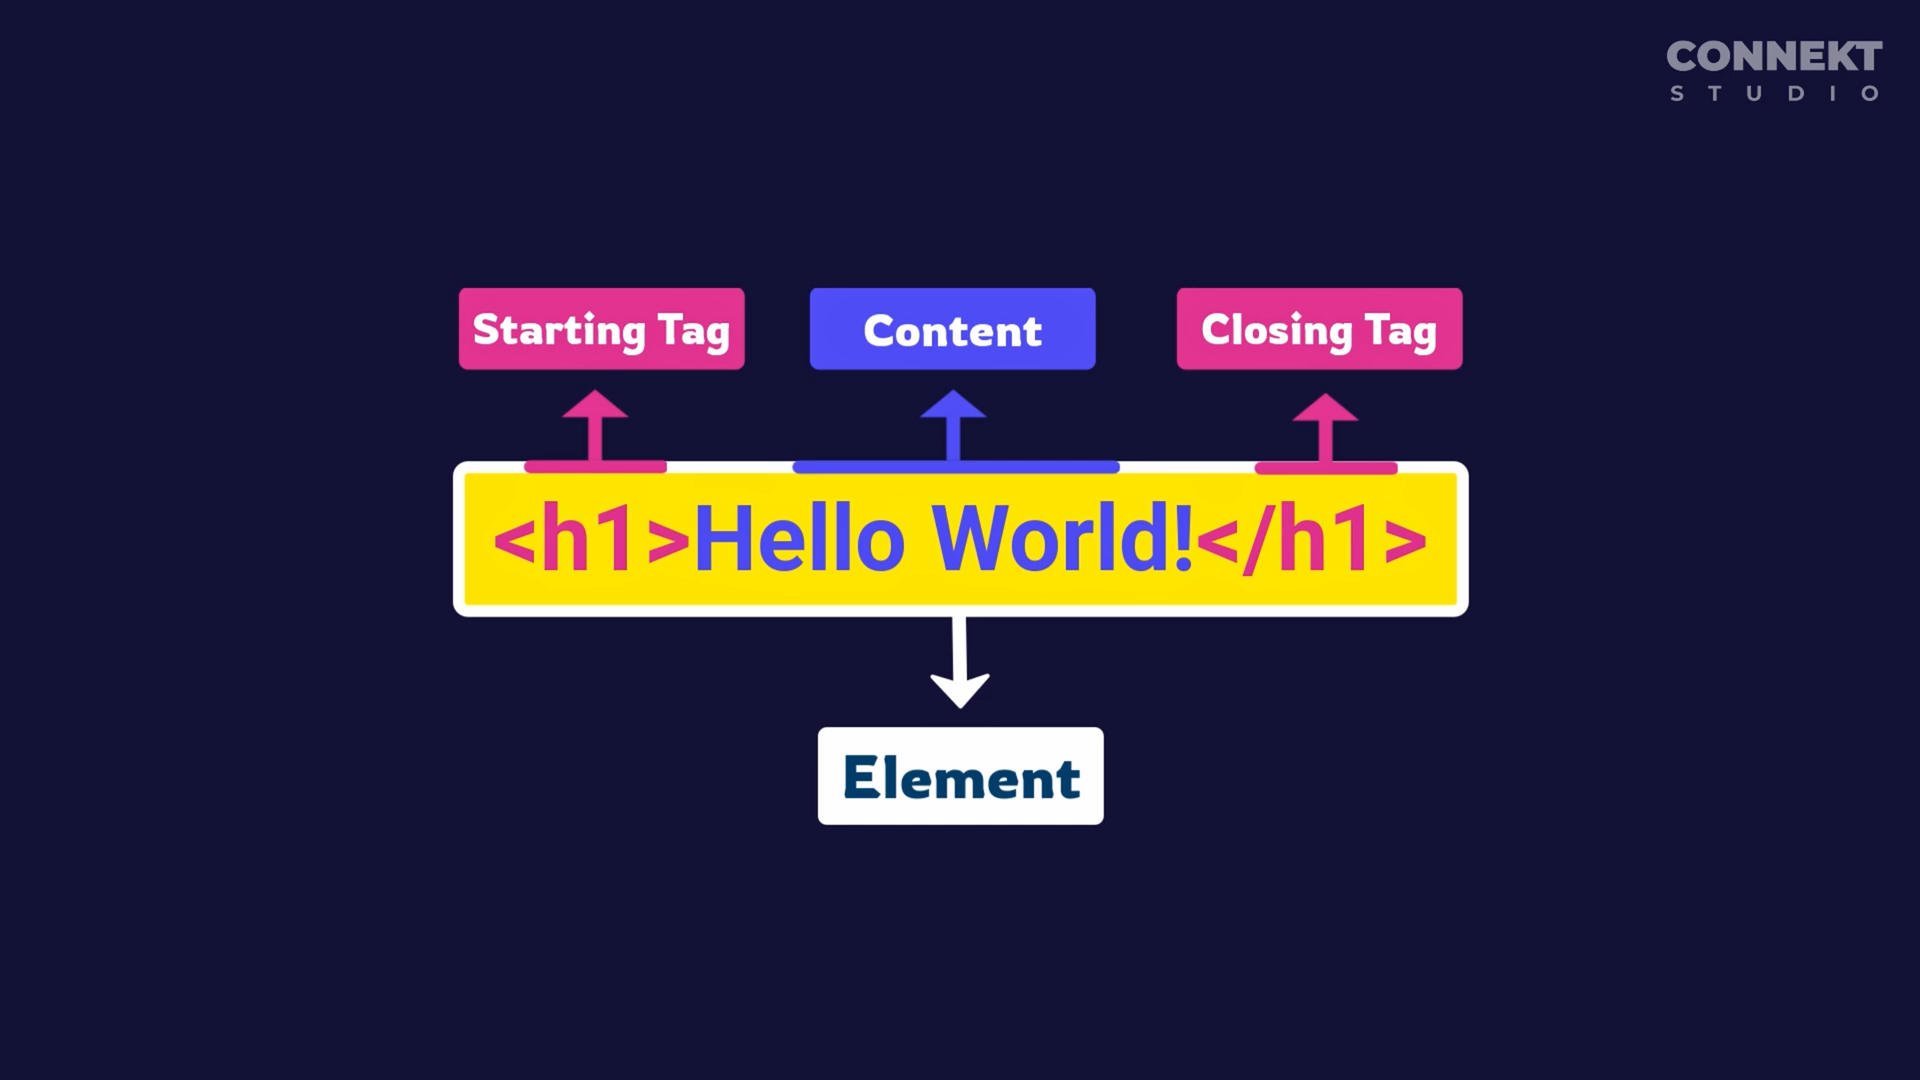 CONNEKT
STUDIO
Starting Tag
Content
Closing Tag
<h1>Hello World!</h1>
Element